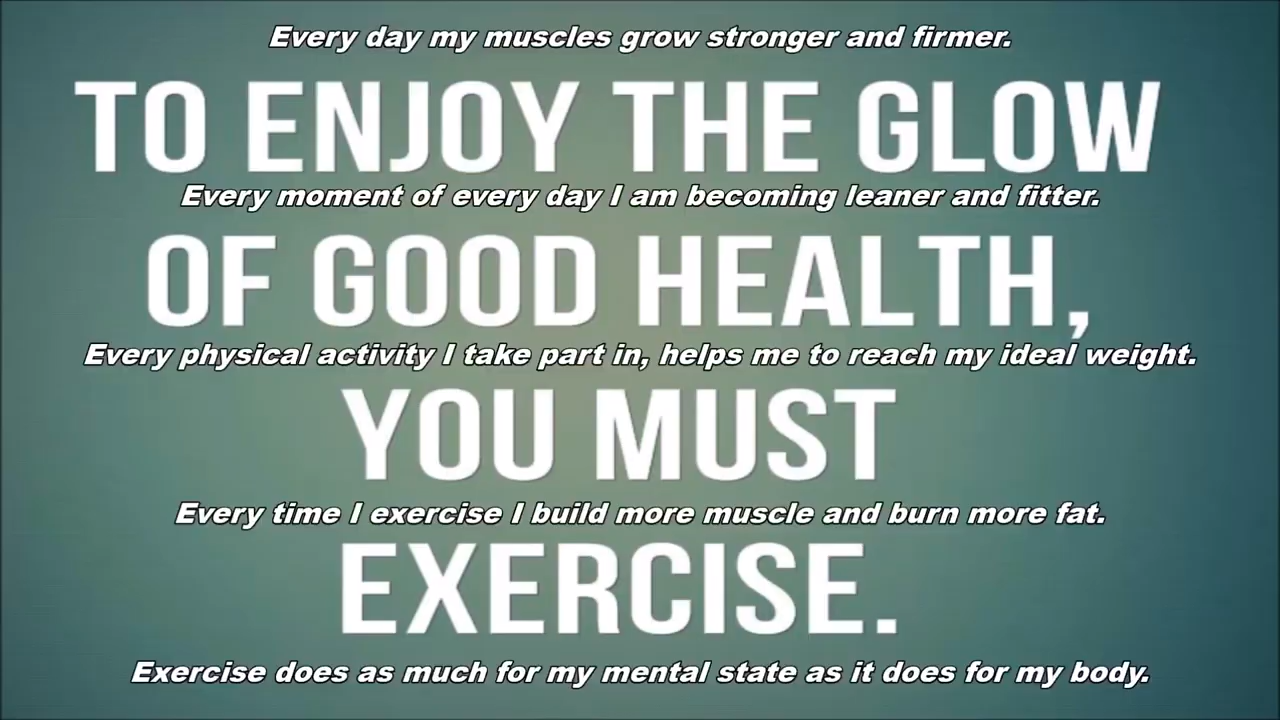 Every day my muscles grow stronger and firmer.
TO ENJOY THE GLOW
Every moment of every day I am becoming leaner and fitter.
OF GOOD HEALTH,
Every physical activity I take part in, helps me to reach my ideal weight.
YOU MUST
Every time I exercise I build more muscle and burn more fat.
EXERCISE.
Exercise does as much for my mental state as it does for my body.